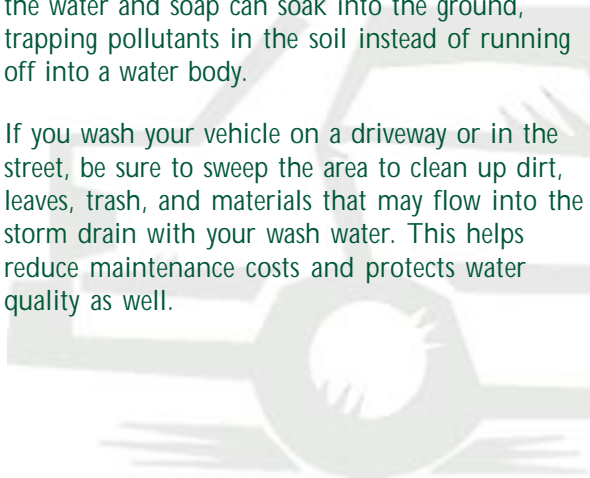 the water and soap can soak into the ground,
trapping pollutants in the soil instead of running
off into a water body.
If you wash your vehicle on a driveway or in the
street, be sure to sweep the area to clean up dirt,
leaves, trash, and materials that may flow into the
storm drain with your wash water. This helps
reduce maintenance costs and protects water
quality as well.